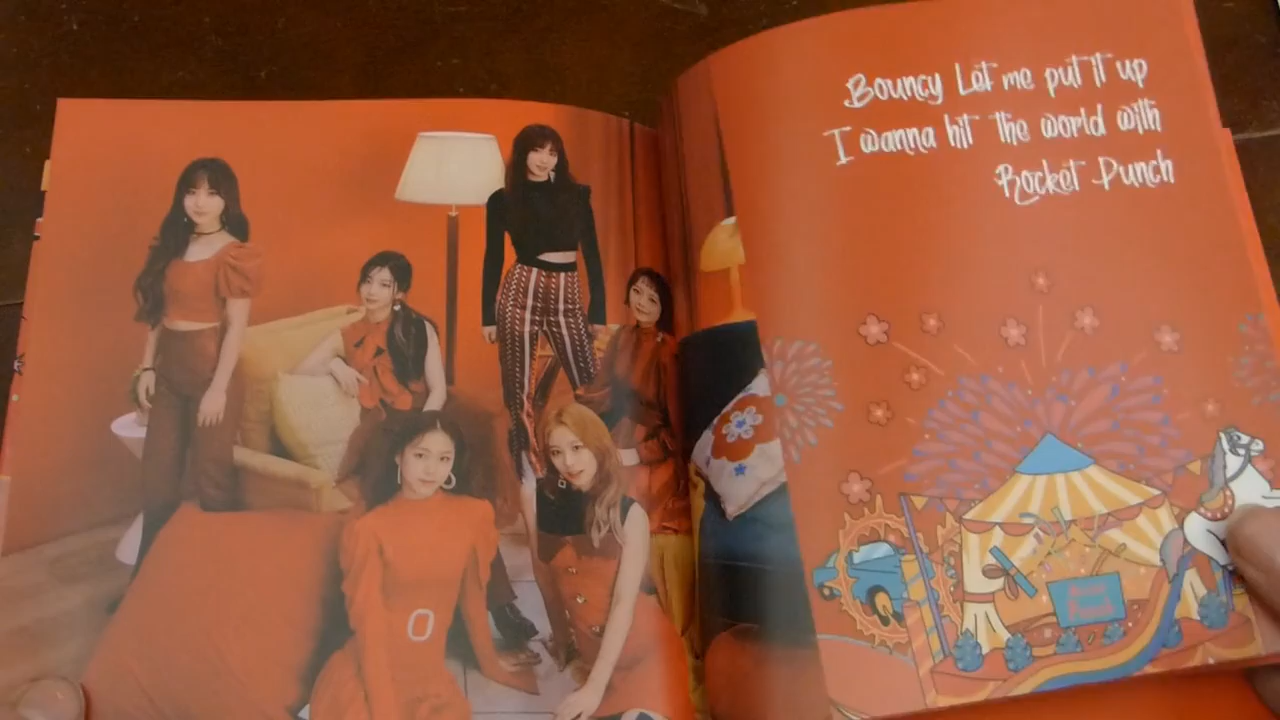 Bouncy Let me put it up
I wanna hit the world with
Rocket Punch